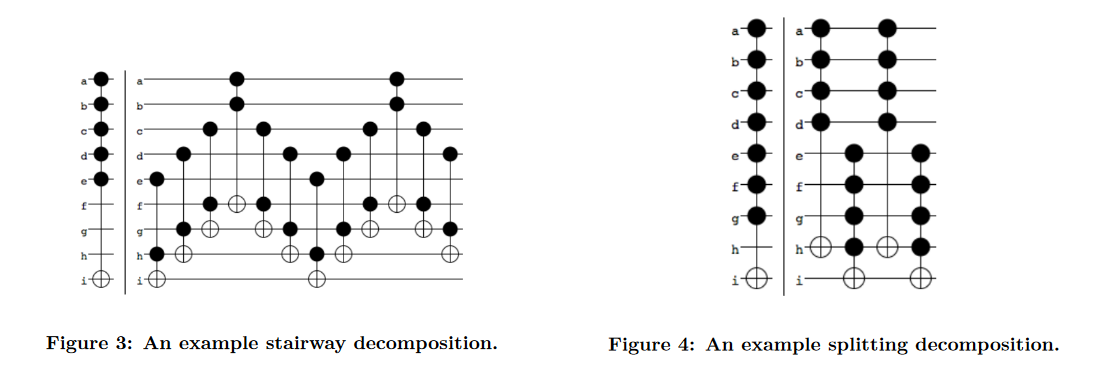 a a
b b
c c
d d
e e
f f
g g
h h
i i
Figure 3: An example stairway decomposition.
a a
b b
c c
d d
e e
f f
g g
h h
i i
Figure 4: An example splitting decomposition.